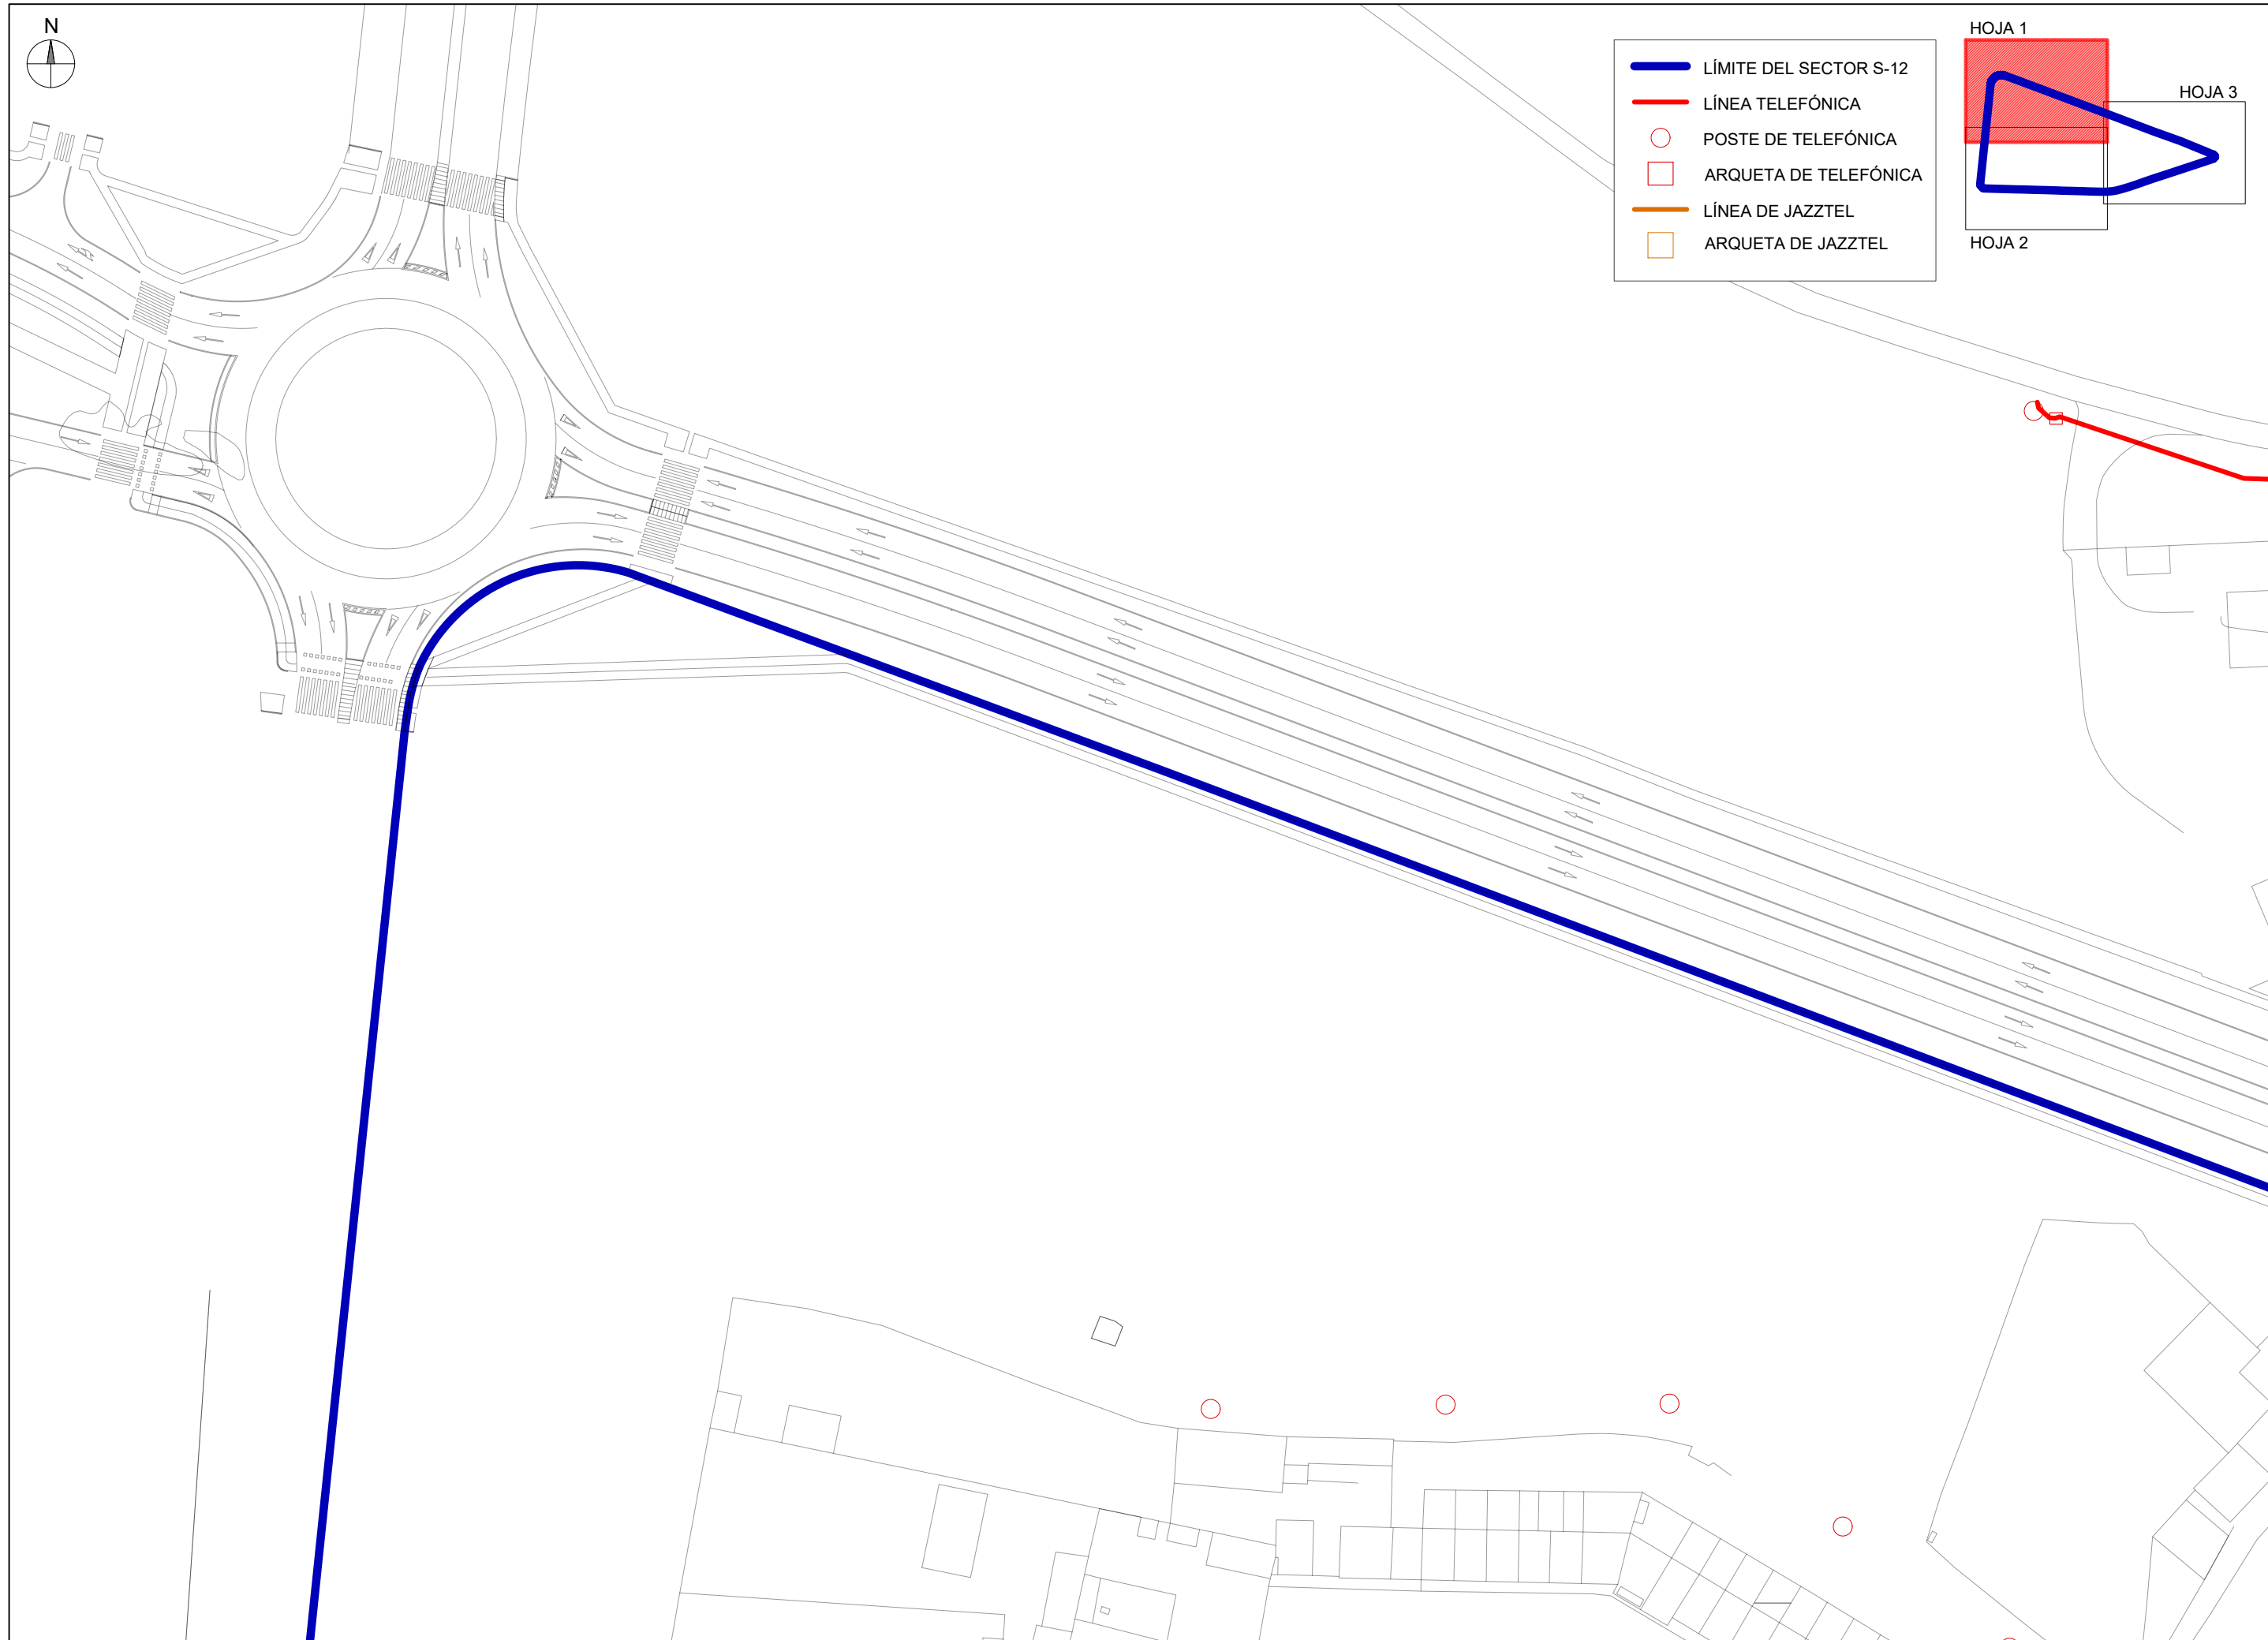 N
LÍMITE DEL SECTOR S-12
LÍNEA TELEFÓNICA
POSTE DE TELEFÓNICA
ARQUETA DE TELEFÓNICA
LÍNEA DE JAZZTEL
ARQUETA DE JAZZTEL
HOJA 1
HOJA 3
HOJA 2